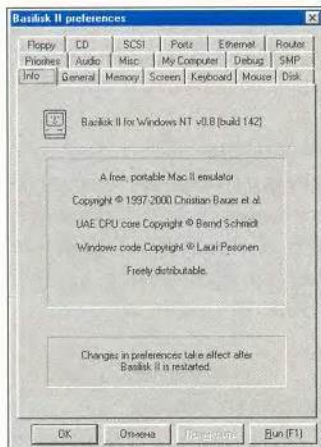 Basilisk II preferences
Floppy CD SCSI Ports Ethernet Router
Priorities Audio Misc My Computer Debug SMP
Info General Memory Screen Keyboard Mouse Disk
Basilisk II for Windows NT v0.8 (build 142)
A free, portable Mac II emulator
Copyright © 1997-2000 Christian Bauer et al.
UAE CPU core Copyright © Bernd Schmidt
Windows code Copyright © Lauri Pesonen
Freely distributable.
Changes in preferences take effect after
Basilisk II is restarted.
OK Отмена Run (F1)